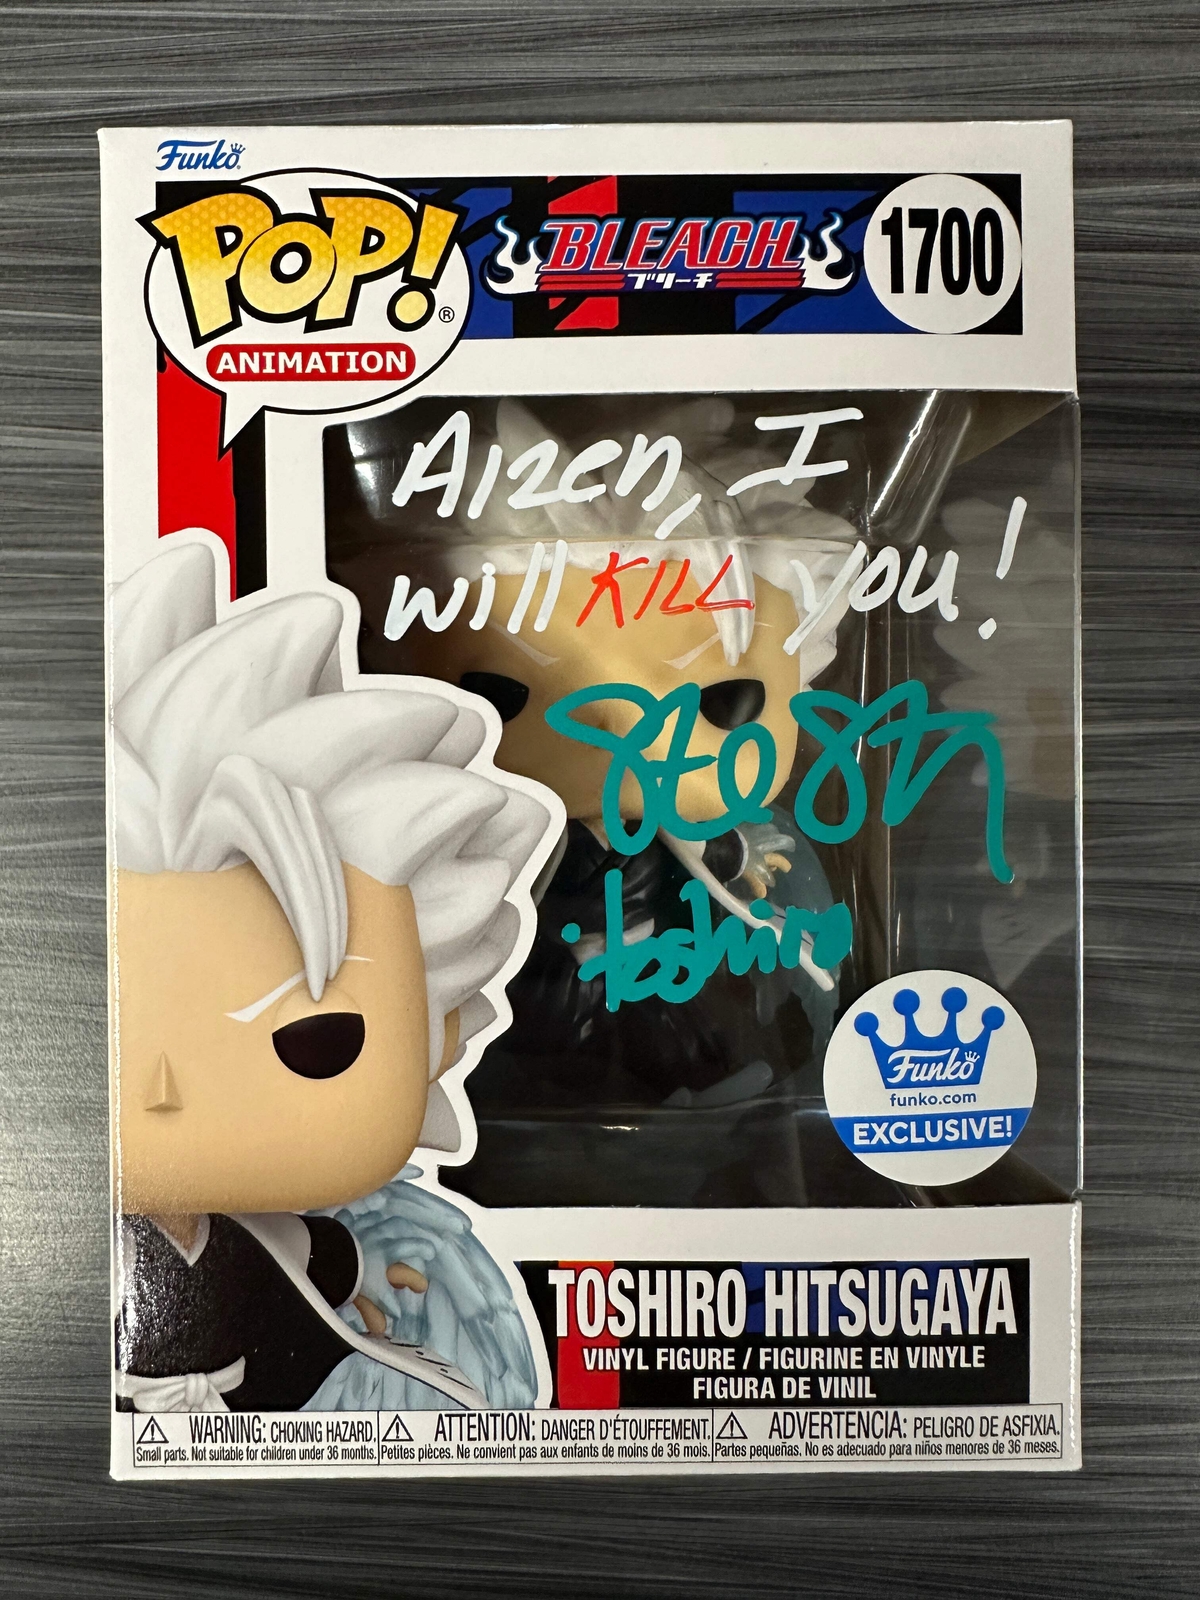 Funko
POP! ®
ANIMATION
BLEACH
ブリーチ
1700
Aizen, I
will KILL you!
Toshiro
Funko
funko.com
EXCLUSIVE!
TOSHIRO HITSUGAYA
VINYL FIGURE / FIGURINE EN VINYLE
FIGURA DE VINIL
WARNING: CHOKING HAZARD.
Small parts. Not suitable for children under 36 months.
ATTENTION: DANGER D'ÉTOUFFEMENT.
Petites pièces. Ne convient pas aux enfants de moins de 36 mois.
ADVERTENCIA: PELIGRO DE ASFIXIA.
Partes pequeñas. No es adecuado para niños menores de 36 meses.